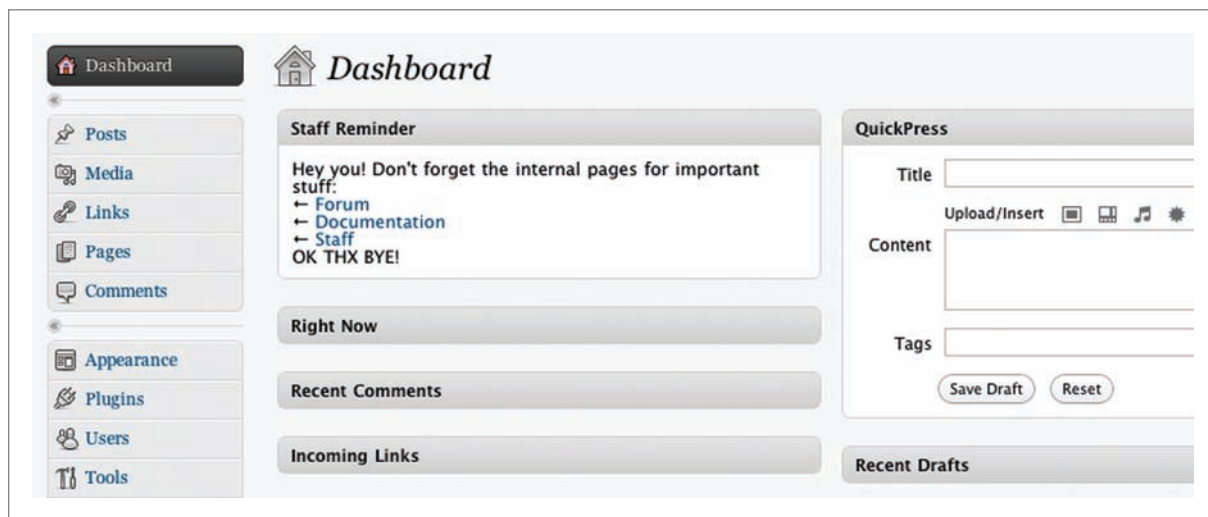 Dashboard
Posts
Media
Links
Pages
Comments
Appearance
Plugins
Users
Tools
Dashboard
Staff Reminder
Hey you! Don't forget the internal pages for important
stuff:
← Forum
← Documentation
← Staff
OK THX BYE!
Right Now
Recent Comments
Incoming Links
QuickPress
Title
Upload/Insert
Content
Tags
Save Draft Reset
Recent Drafts